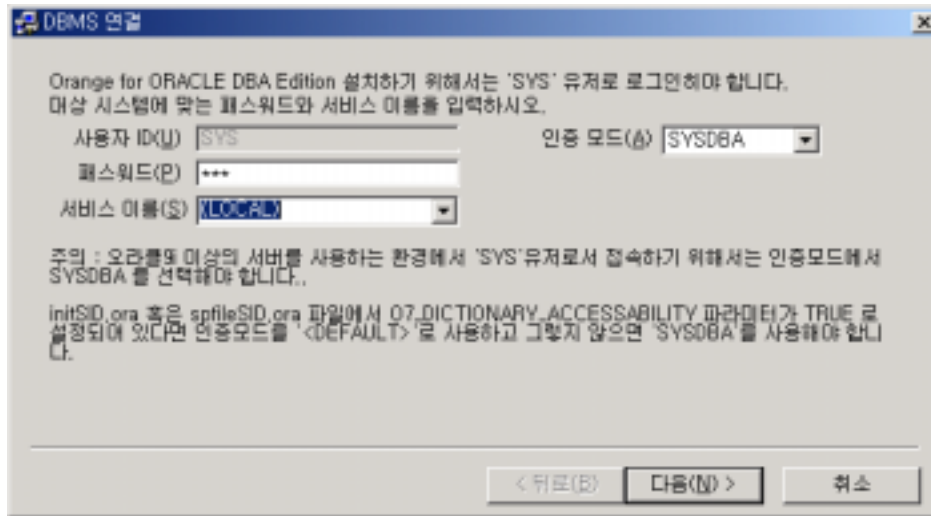 DBMS 연결
Orange for ORACLE DBA Edition 설치하기 위해서는 'SYS' 유저로 로그인하야 합니다.
대상 시스템에 맞는 패스워드와 서비스 이름을 입력하시오.
사용자 ID(U) SYS 인증 모드(A) SYSDBA
패스워드(P) ***
서비스 이름(S) (LOCAL)
주의 : 오라클9i 이상의 서버를 사용하는 환경에서 'SYS'유저로서 접속하기 위해서는 인증모드에서
SYSDBA 를 선택해야 합니다..
initSID.ora 혹은 spfileSID.ora 파일에서 O7_DICTIONARY_ACCESSABILITY 파라미터가 TRUE 로
설정되어 있다면 인증모드를 '<DEFAULT>'로 사용하고 그렇지 않으면 'SYSDBA'를 사용해야 합니
다.
< 뒤로(B) 다음(N) > 취소